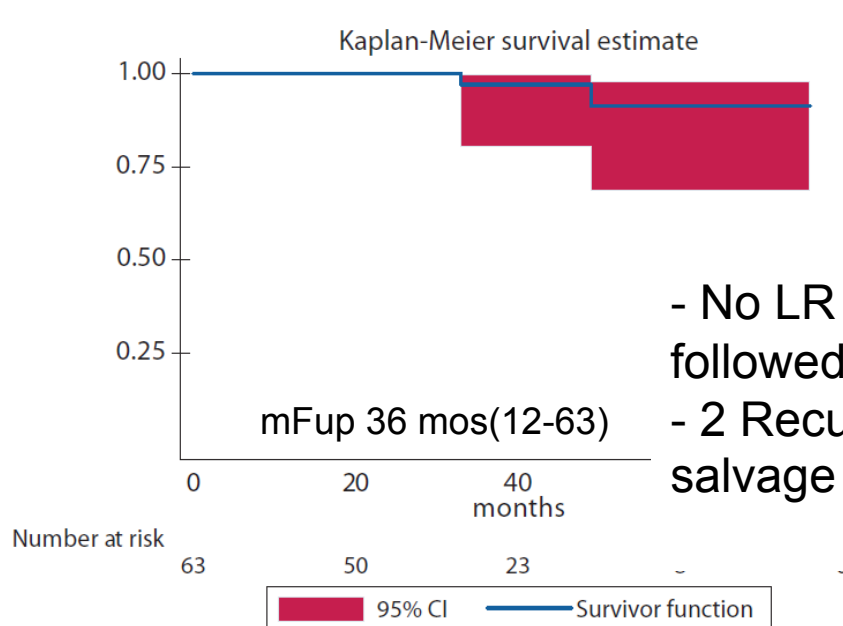 Kaplan-Meier survival estimate
1.00
0.75
0.50
0.25
- No LR
followed
mFup 36 mos(12-63)
- 2 Recu
salvage
0 20 40
months
Number at risk
63 50 23
95% CI Survivor function